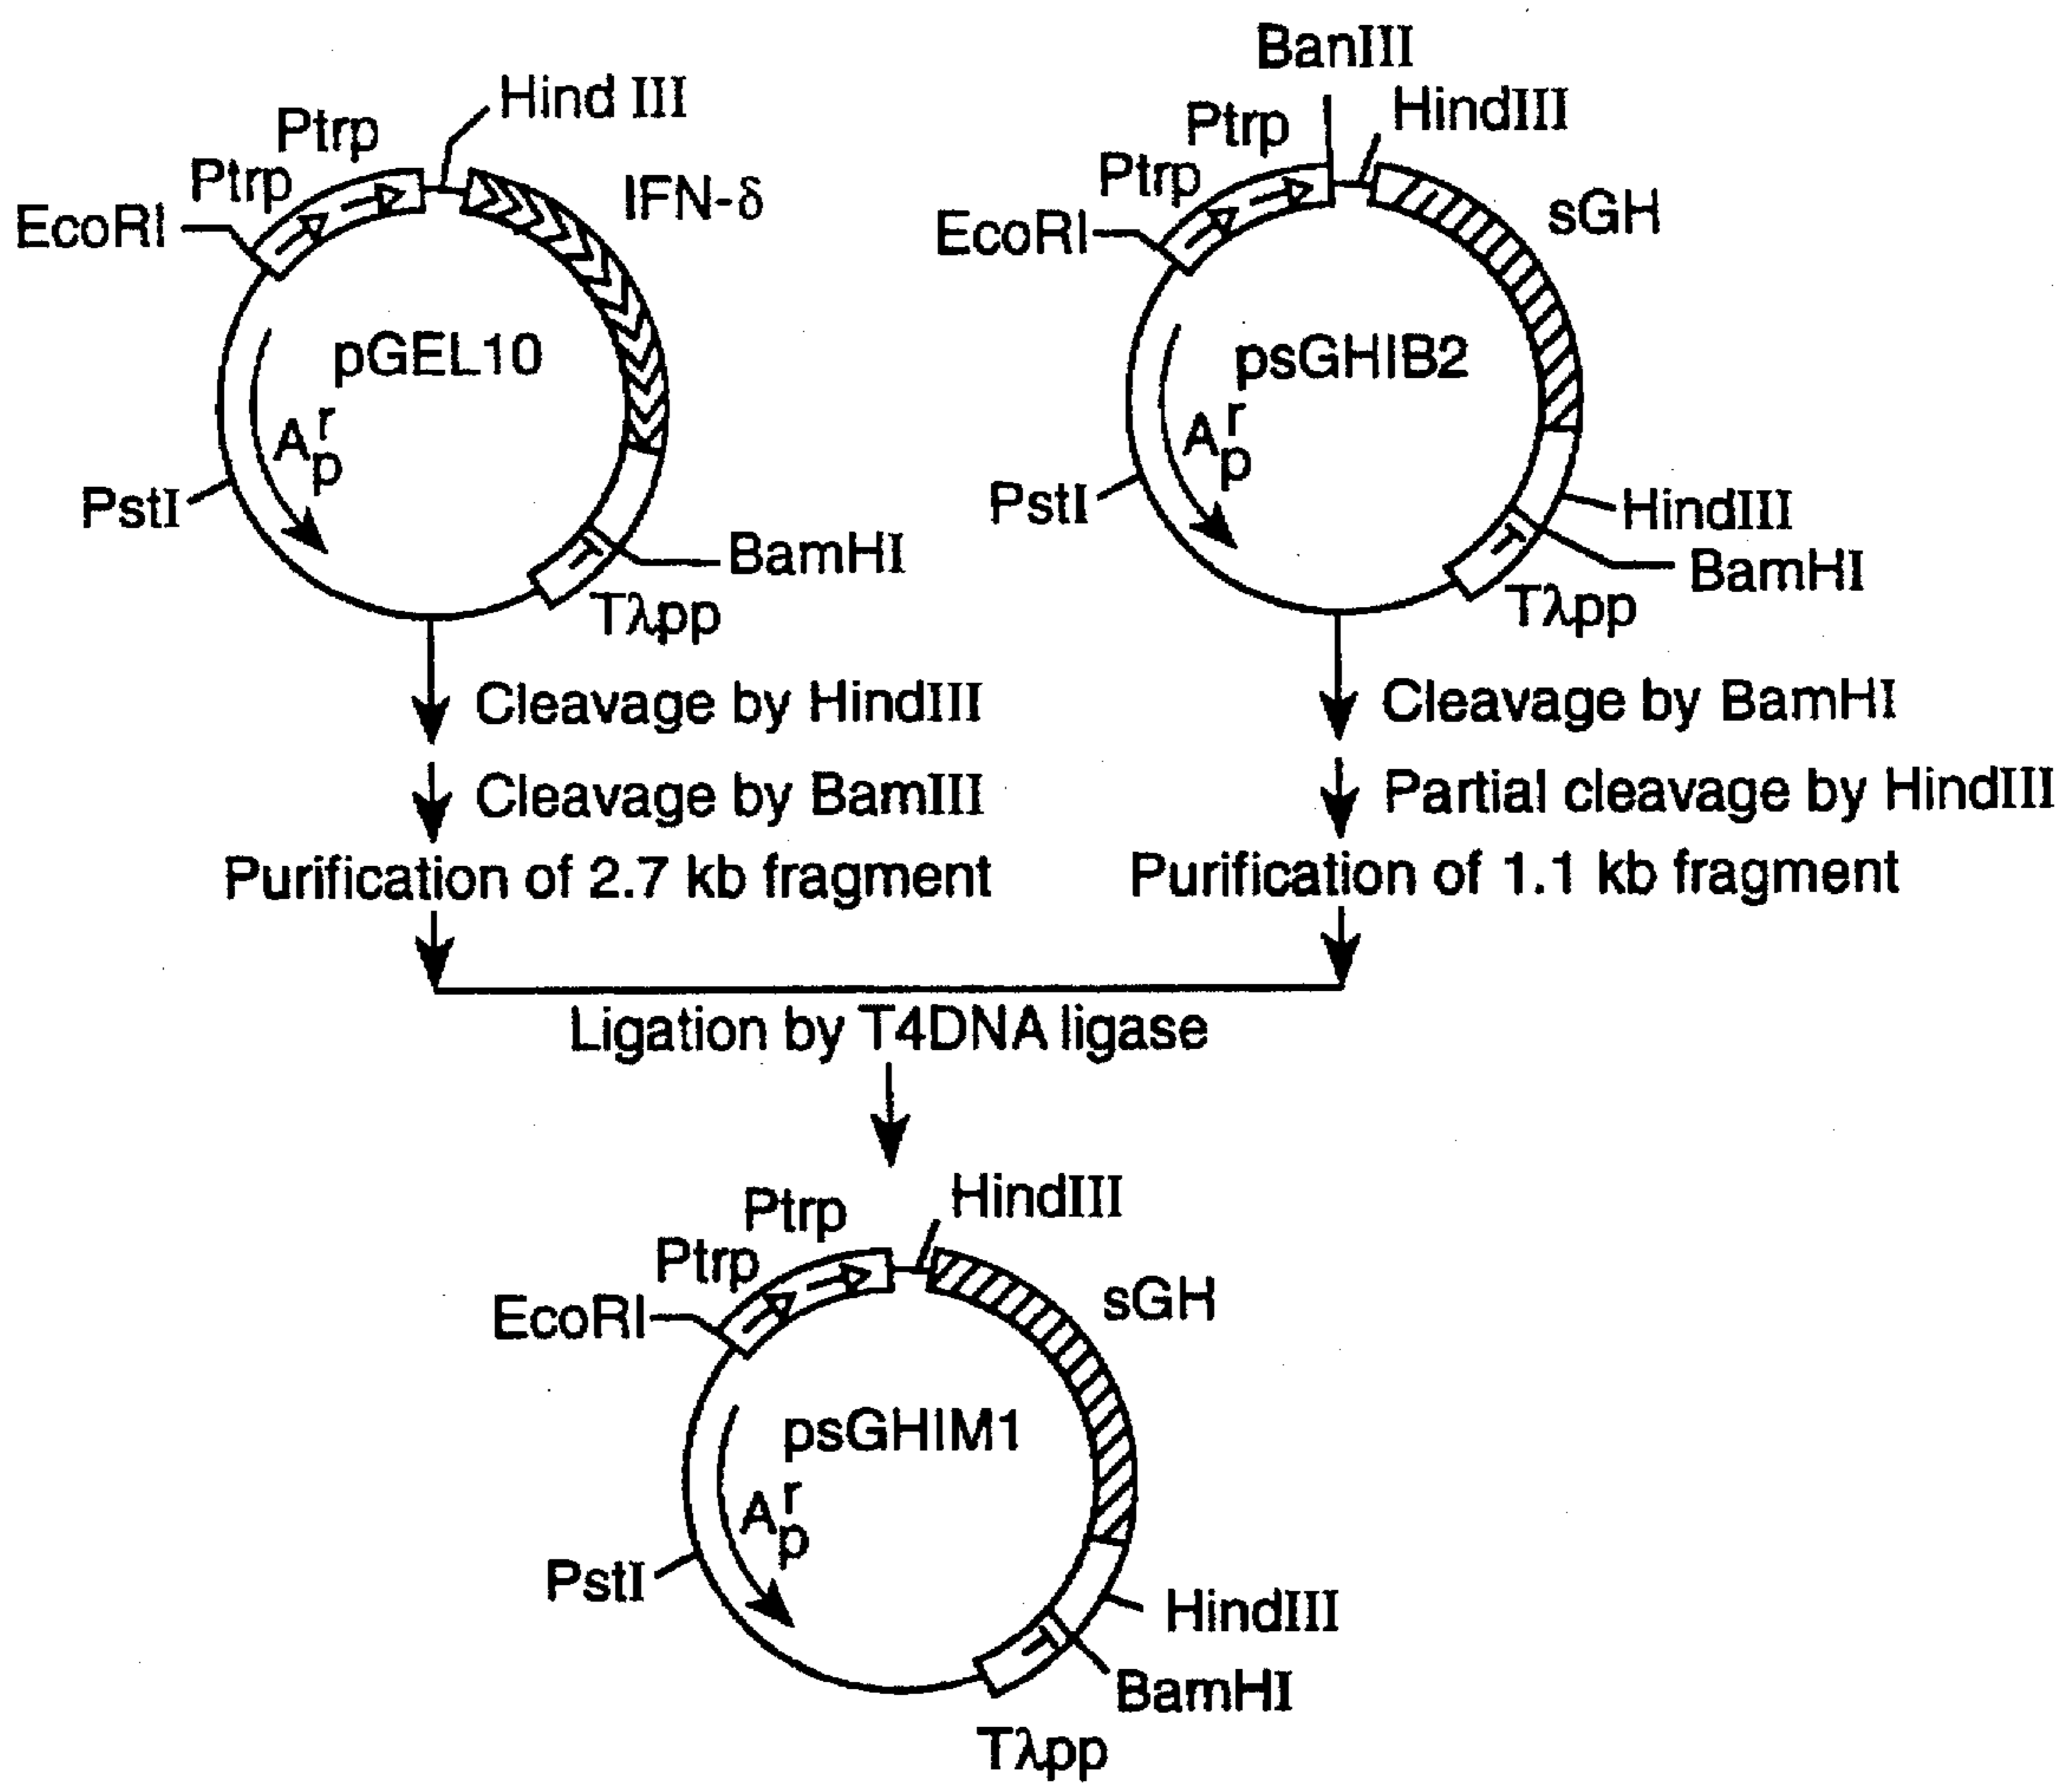 Hind III
Ptrp
Ptrp
IFN-δ
EcoRI
pGEL10
Apr
PstI
BamHI
Tλpp
BanIII
HindIII
Ptrp
Ptrp
sGH
EcoRI
psGHIB2
Apr
PstI
HindIII
BamHI
Tλpp
Cleavage by HindIII
Cleavage by BamIII
Purification of 2.7 kb fragment
Cleavage by BamHI
Partial cleavage by HindIII
Purification of 1.1 kb fragment
Ligation by T4DNA ligase
HindIII
Ptrp
Ptrp
sGH
EcoRI
psGHIM1
Apr
PstI
HindIII
BamHI
Tλpp